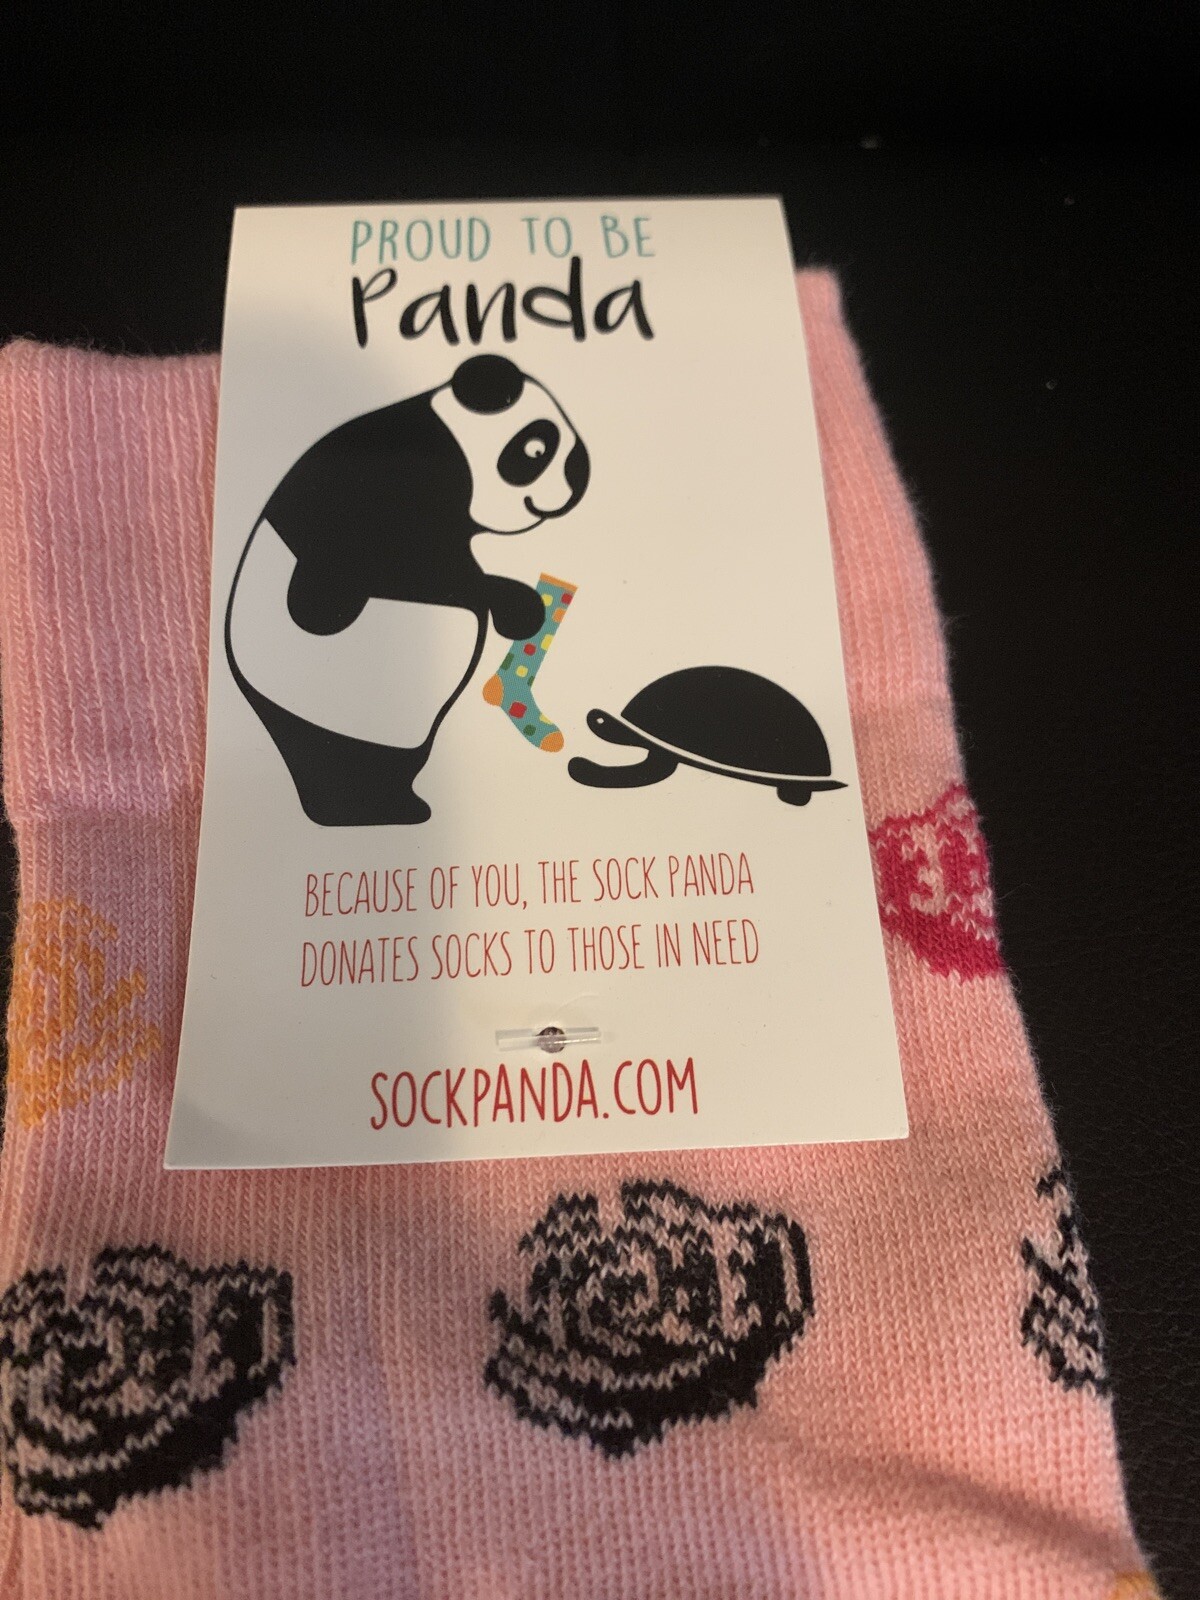 PROUD TO BE
Panda
BECAUSE OF YOU, THE SOCK PANDA
DONATES SOCKS TO THOSE IN NEED
SOCKPANDA.COM